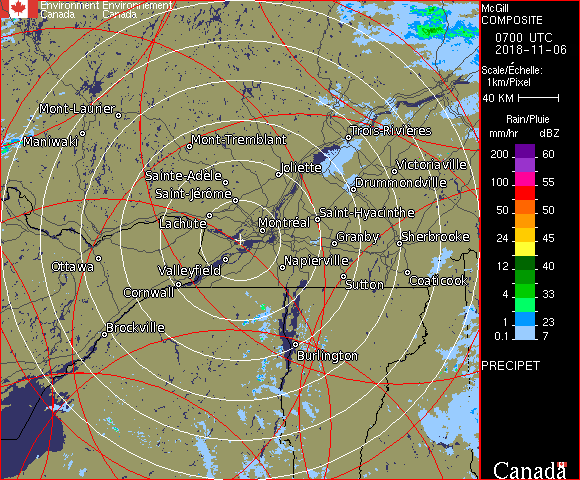 Environment Environnement
Canada Canada
McGill
COMPOSITE
0700 UTC
2018-11-06
Scale/Échelle:
1km/Pixel
40 KM
Rain/Pluie
mm/hr dBZ
200 60
55
100 55
50 50
24 45
12 40
4 33
2 30
1 23
0.1 7
PRECIPET
Canada
Mont-Laurier
Maniwaki
Mont-Tremblant
Trois-Rivières
Sainte-Adèle
Joliette
Victoriaville
Saint-Jérôme
Drummondville
Lachute
Montréal
Saint-Hyacinthe
Granby
Sherbrooke
Ottawa
Valleyfield
Napierville
Cornwall
Sutton
Coaticook
Brockville
Burlington